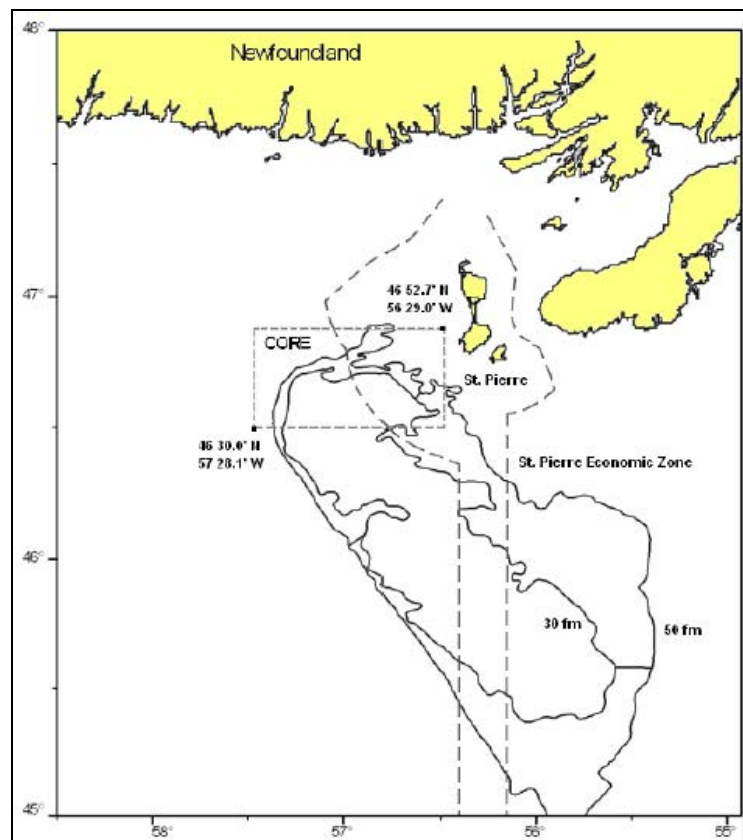 48°
Newfoundland
47°
46 52.7' N
56 29.0' W
CORE
St. Pierre
46 30.0' N
57 28.1' W
St. Pierre Economic Zone
46°
30 fm
50 fm
45°
58°
57°
56°
55°